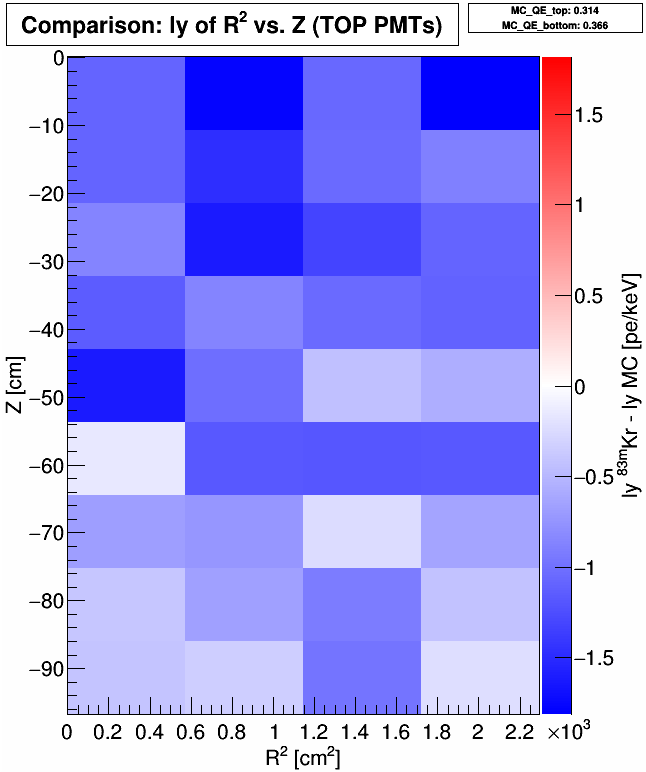 Comparison: ly of R² vs. Z (TOP PMTs)
MC_QE_top: 0.314
MC_QE_bottom: 0.366
Z [cm]
0
−10
−20
−30
−40
−50
−60
−70
−80
−90
0 0.2 0.4 0.6 0.8 1 1.2 1.4 1.6 1.8 2 2.2 ×10³
R² [cm²]
1.5
1
0.5
0
−0.5
−1
−1.5
ly ⁸³ᵐKr - ly MC [pe/keV]